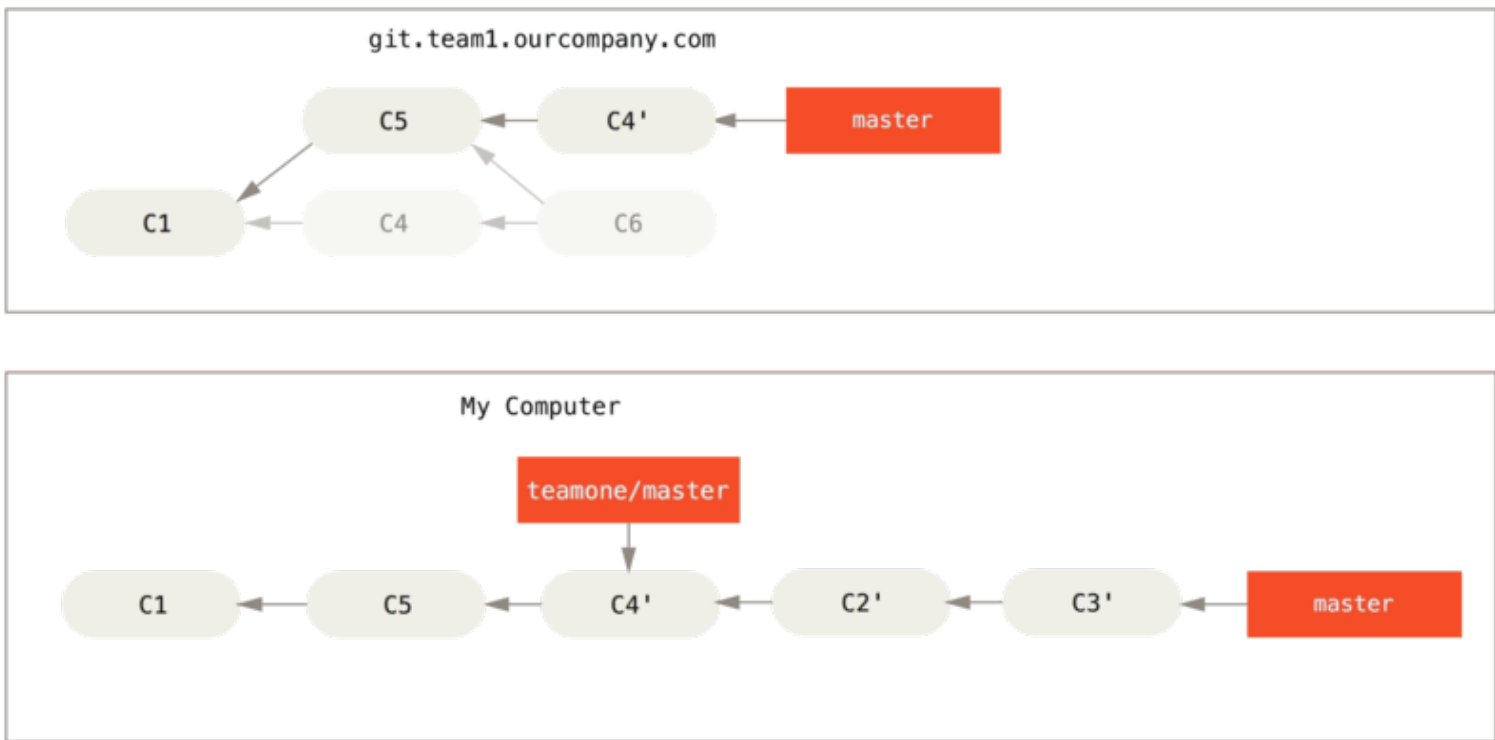 git.team1.ourcompany.com
C5 C4' master
C1 C4 C6
My Computer
teamone/master
C1 C5 C4' C2' C3' master